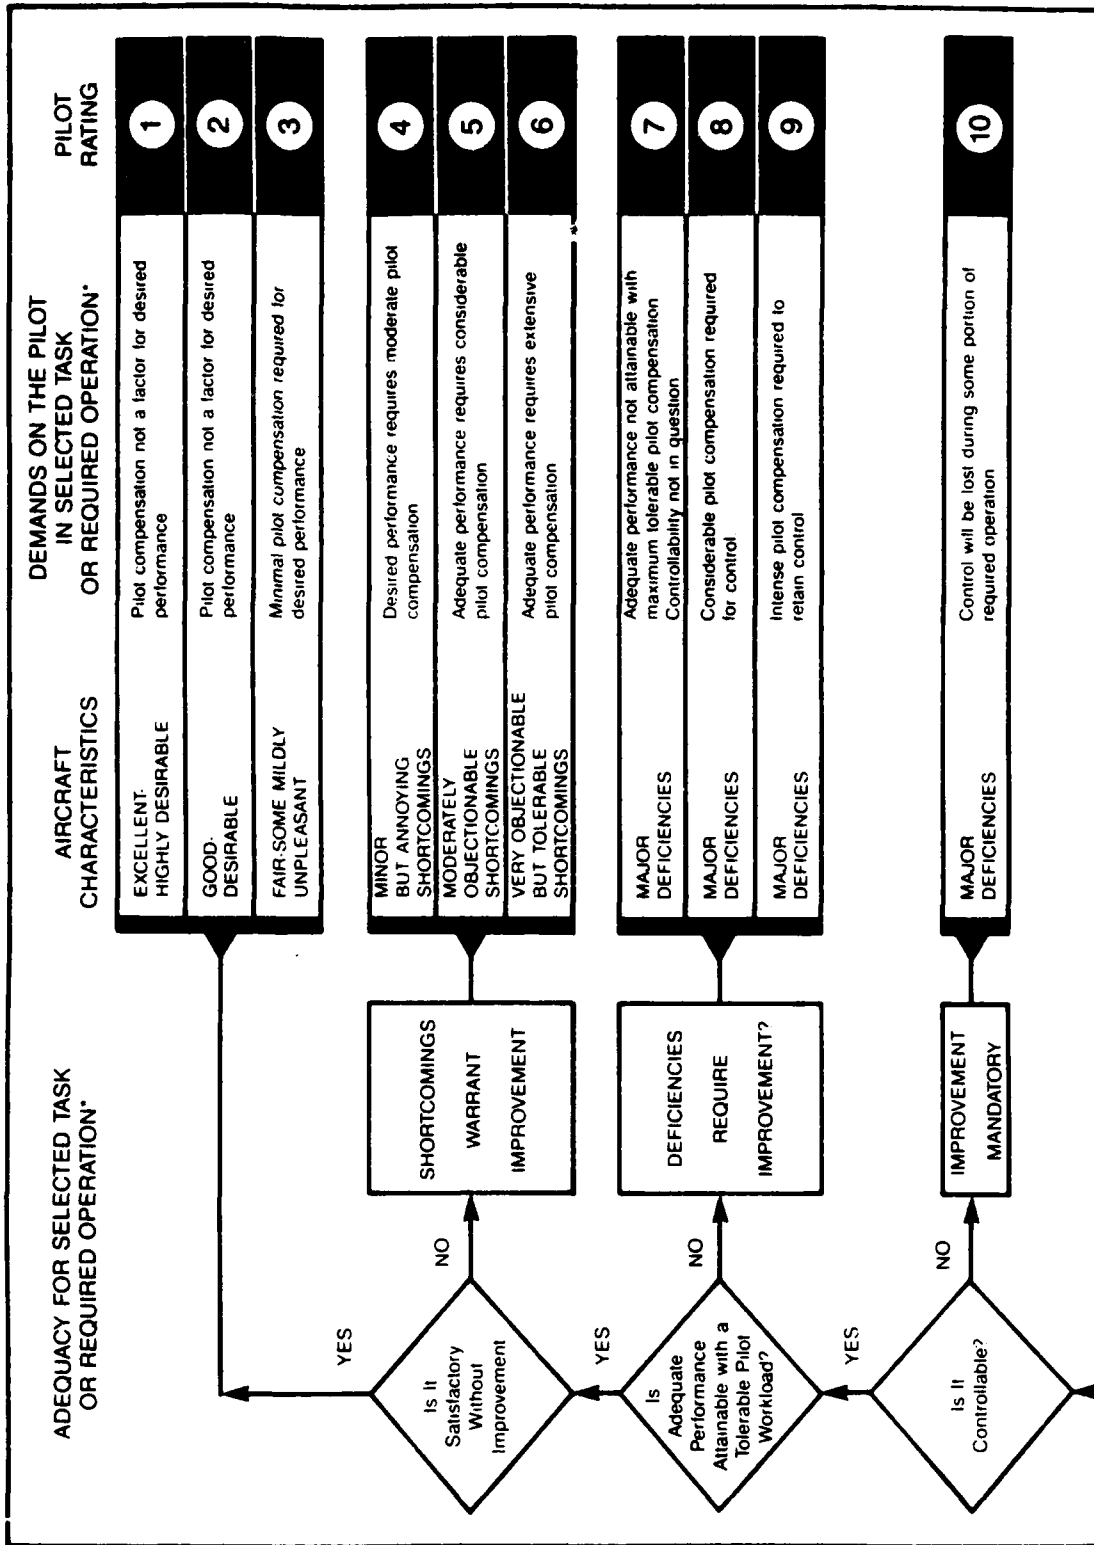 ADEQUACY FOR SELECTED TASK
OR REQUIRED OPERATION*
AIRCRAFT
CHARACTERISTICS
DEMANDS ON THE PILOT
IN SELECTED TASK
OR REQUIRED OPERATION*
PILOT
RATING
EXCELLENT-
HIGHLY DESIRABLE
Pilot compensation not a factor for desired
performance
1
GOOD-
DESIRABLE
Pilot compensation not a factor for desired
performance
2
FAIR-SOME MILDLY
UNPLEASANT
Minimal pilot compensation required for
desired performance
3
YES
Is It
Satisfactory
Without
Improvement
NO
SHORTCOMINGS
WARRANT
IMPROVEMENT
MINOR
BUT ANNOYING
SHORTCOMINGS
Desired performance requires moderate pilot
compensation
4
MODERATELY
OBJECTIONABLE
SHORTCOMINGS
Adequate performance requires considerable
pilot compensation
5
VERY OBJECTIONABLE
BUT TOLERABLE
SHORTCOMINGS
Adequate performance requires extensive
pilot compensation
6
YES
Is
Adequate
Performance
Attainable with a
Tolerable Pilot
Workload?
NO
DEFICIENCIES
REQUIRE
IMPROVEMENT?
MAJOR
DEFICIENCIES
Adequate performance not attainable with
maximum tolerable pilot compensation
Controllability not in question
7
MAJOR
DEFICIENCIES
Considerable pilot compensation required
for control
8
MAJOR
DEFICIENCIES
Intense pilot compensation required to
retain control
9
YES
Is It
Controllable?
NO
IMPROVEMENT
MANDATORY
MAJOR
DEFICIENCIES
Control will be lost during some portion of
required operation
10